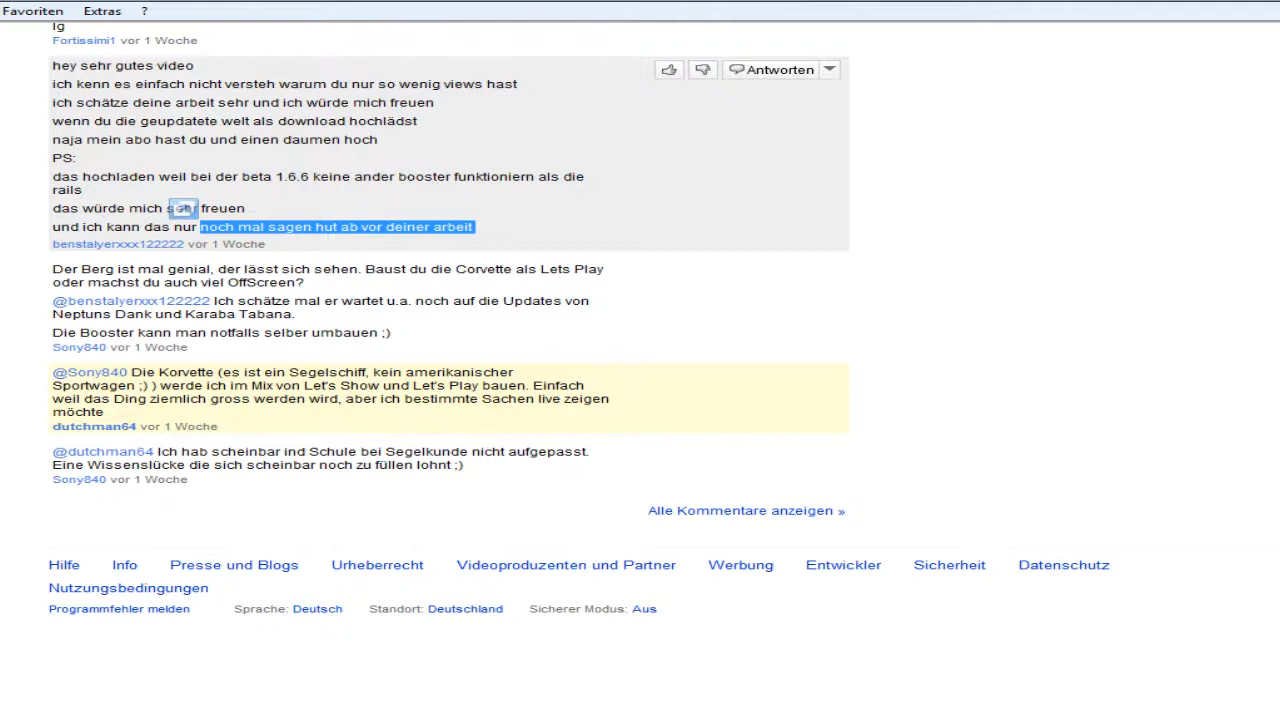 Favoriten Extras ?
lg
Fortissimi1 vor 1 Woche
hey sehr gutes video
Antworten
ich kenn es einfach nicht versteh warum du nur so wenig views hast
ich schätze deine arbeit sehr und ich würde mich freuen
wenn du die geupdatete welt als download hochlädst
naja mein abo hast du und einen daumen hoch
PS:
das hochladen weil bei der beta 1.6.6 keine ander booster funktioniern als die
rails
das würde mich sehr freuen
und ich kann das nur noch mal sagen hut ab vor deiner arbeit
benstalyerxxx122222 vor 1 Woche
Der Berg ist mal genial, der lässt sich sehen. Baust du die Corvette als Lets Play
oder machst du auch viel OffScreen?
@benstalyerxxx122222 Ich schätze mal er wartet u.a. noch auf die Updates von
Neptuns Dank und Karaba Tabana.
Die Booster kann man notfalls selber umbauen ;)
Sony840 vor 1 Woche
@Sony840 Die Korvette (es ist ein Segelschiff, kein amerikanischer
Sportwagen ;) ) werde ich im Mix von Let's Show und Let's Play bauen. Einfach
weil das Ding ziemlich gross werden wird, aber ich bestimmte Sachen live zeigen
möchte
dutchman64 vor 1 Woche
@dutchman64 Ich hab scheinbar ind Schule bei Segelkunde nicht aufgepasst.
Eine Wissenslücke die sich scheinbar noch zu füllen lohnt ;)
Sony840 vor 1 Woche
Alle Kommentare anzeigen »
Hilfe Info Presse und Blogs Urheberrecht Videoproduzenten und Partner Werbung Entwickler Sicherheit Datenschutz
Nutzungsbedingungen
Programmfehler melden Sprache: Deutsch Standort: Deutschland Sicherer Modus: Aus